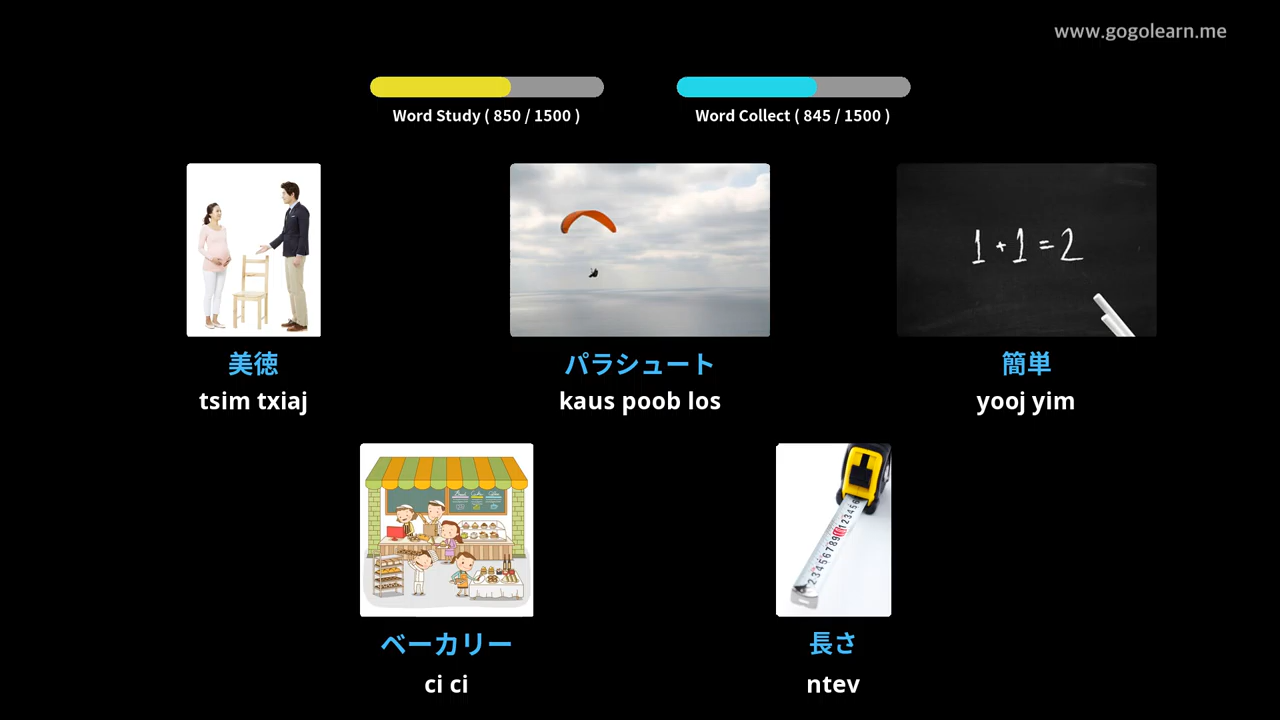 www.gogolearn.me
Word Study ( 850 / 1500 )
Word Collect ( 845 / 1500 )
1+1=2
美徳
tsim txiaj
パラシュート
kaus poob los
簡単
yooj yim
ベーカリー
ci ci
長さ
ntev